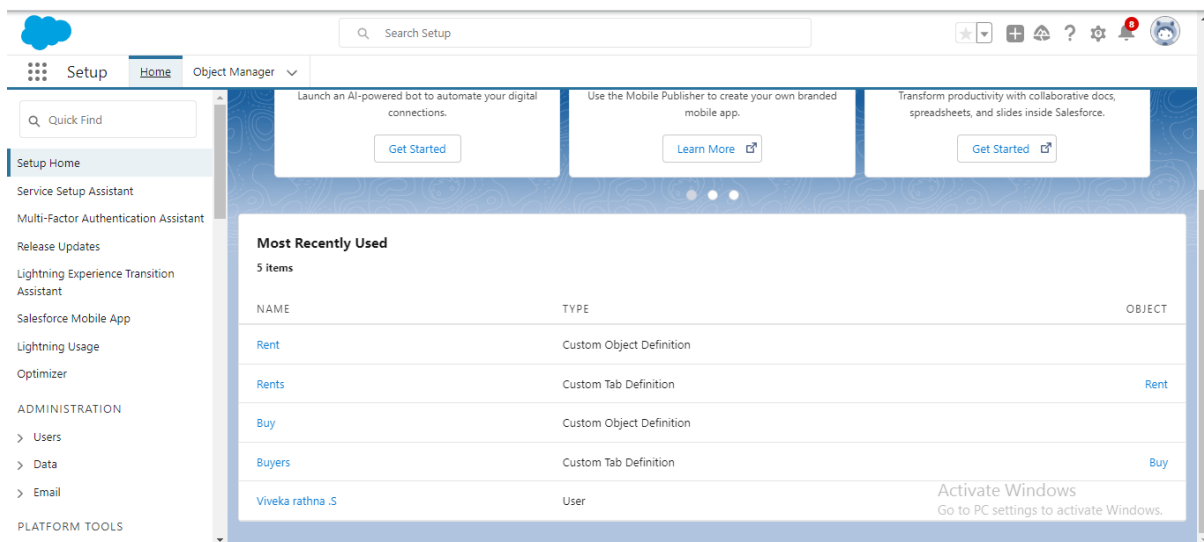 Search Setup
8
Setup Home Object Manager
Quick Find
Setup Home
Service Setup Assistant
Multi-Factor Authentication Assistant
Release Updates
Lightning Experience Transition
Assistant
Salesforce Mobile App
Lightning Usage
Optimizer
ADMINISTRATION
Users
Data
Email
PLATFORM TOOLS
Launch an AI-powered bot to automate your digital
connections.
Get Started
Use the Mobile Publisher to create your own branded
mobile app.
Learn More
Transform productivity with collaborative docs,
spreadsheets, and slides inside Salesforce.
Get Started
Most Recently Used
5 items
NAME TYPE OBJECT
Rent Custom Object Definition
Rents Custom Tab Definition Rent
Buy Custom Object Definition
Buyers Custom Tab Definition Buy
Viveka rathna .S User
Activate Windows
Go to PC settings to activate Windows.